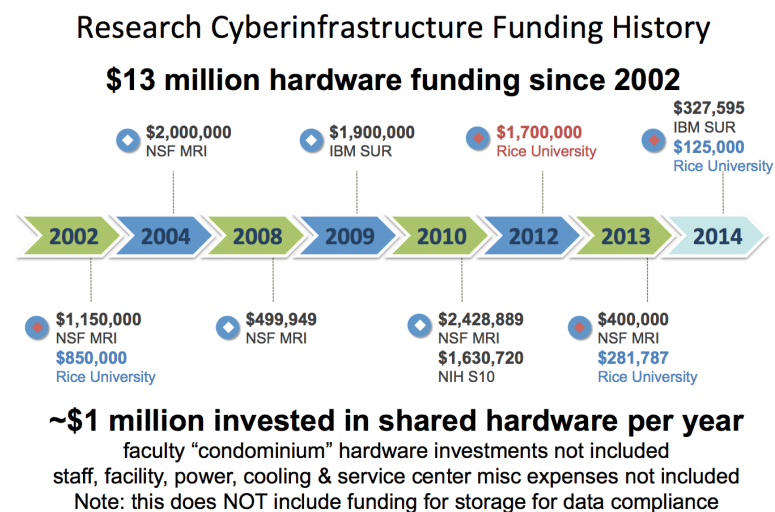 Research Cyberinfrastructure Funding History
$13 million hardware funding since 2002
$2,000,000
NSF MRI
$1,900,000
IBM SUR
$1,700,000
Rice University
$327,595
IBM SUR
$125,000
Rice University
2002
2004
2008
2009
2010
2012
2013
2014
$1,150,000
NSF MRI
$850,000
Rice University
$499,949
NSF MRI
$2,428,889
NSF MRI
$1,630,720
NIH S10
$400,000
NSF MRI
$281,787
Rice University
~$1 million invested in shared hardware per year
faculty “condominium” hardware investments not included
staff, facility, power, cooling & service center misc expenses not included
Note: this does NOT include funding for storage for data compliance